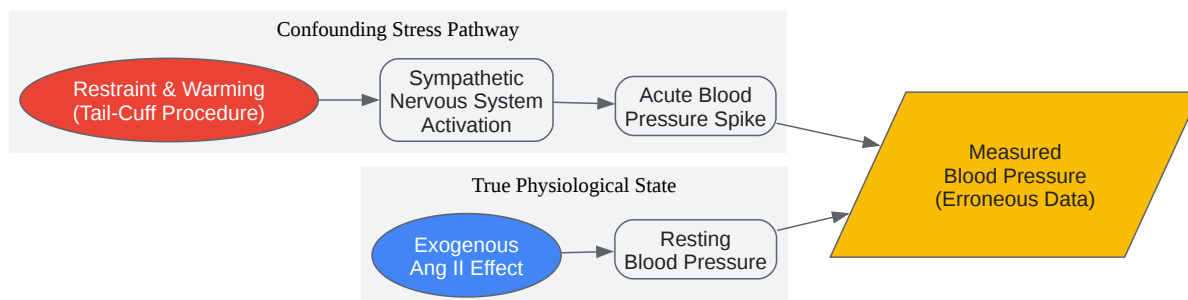 Confounding Stress Pathway
Restraint & Warming
(Tail-Cuff Procedure)
Sympathetic
Nervous System
Activation
Acute Blood
Pressure Spike
Measured
Blood Pressure
(Erroneous Data)
True Physiological State
Exogenous
Ang II Effect
Resting
Blood Pressure